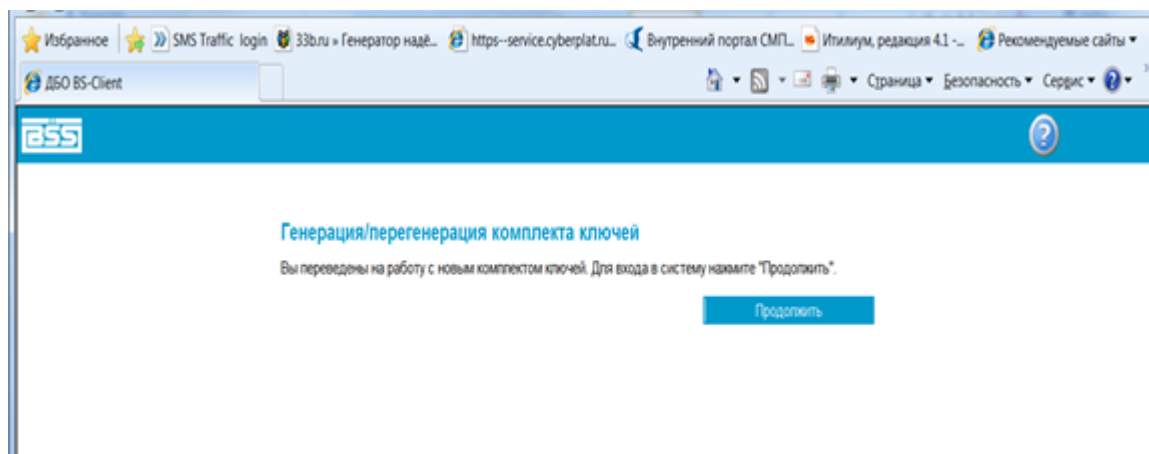 Избранное SMS Traffic login 33b.ru » Генератор надё... https--service.cyberplat.ru... Внутренний портал СМП... Итилиум, редакция 4.1 -... Рекомендуемые сайты
ДБО BS-Client Страница Безопасность Сервис
BSS
Генерация/перегенерация комплекта ключей
Вы переведены на работу с новым комплектом ключей. Для входа в систему нажмите "Продолжить".
Продолжить